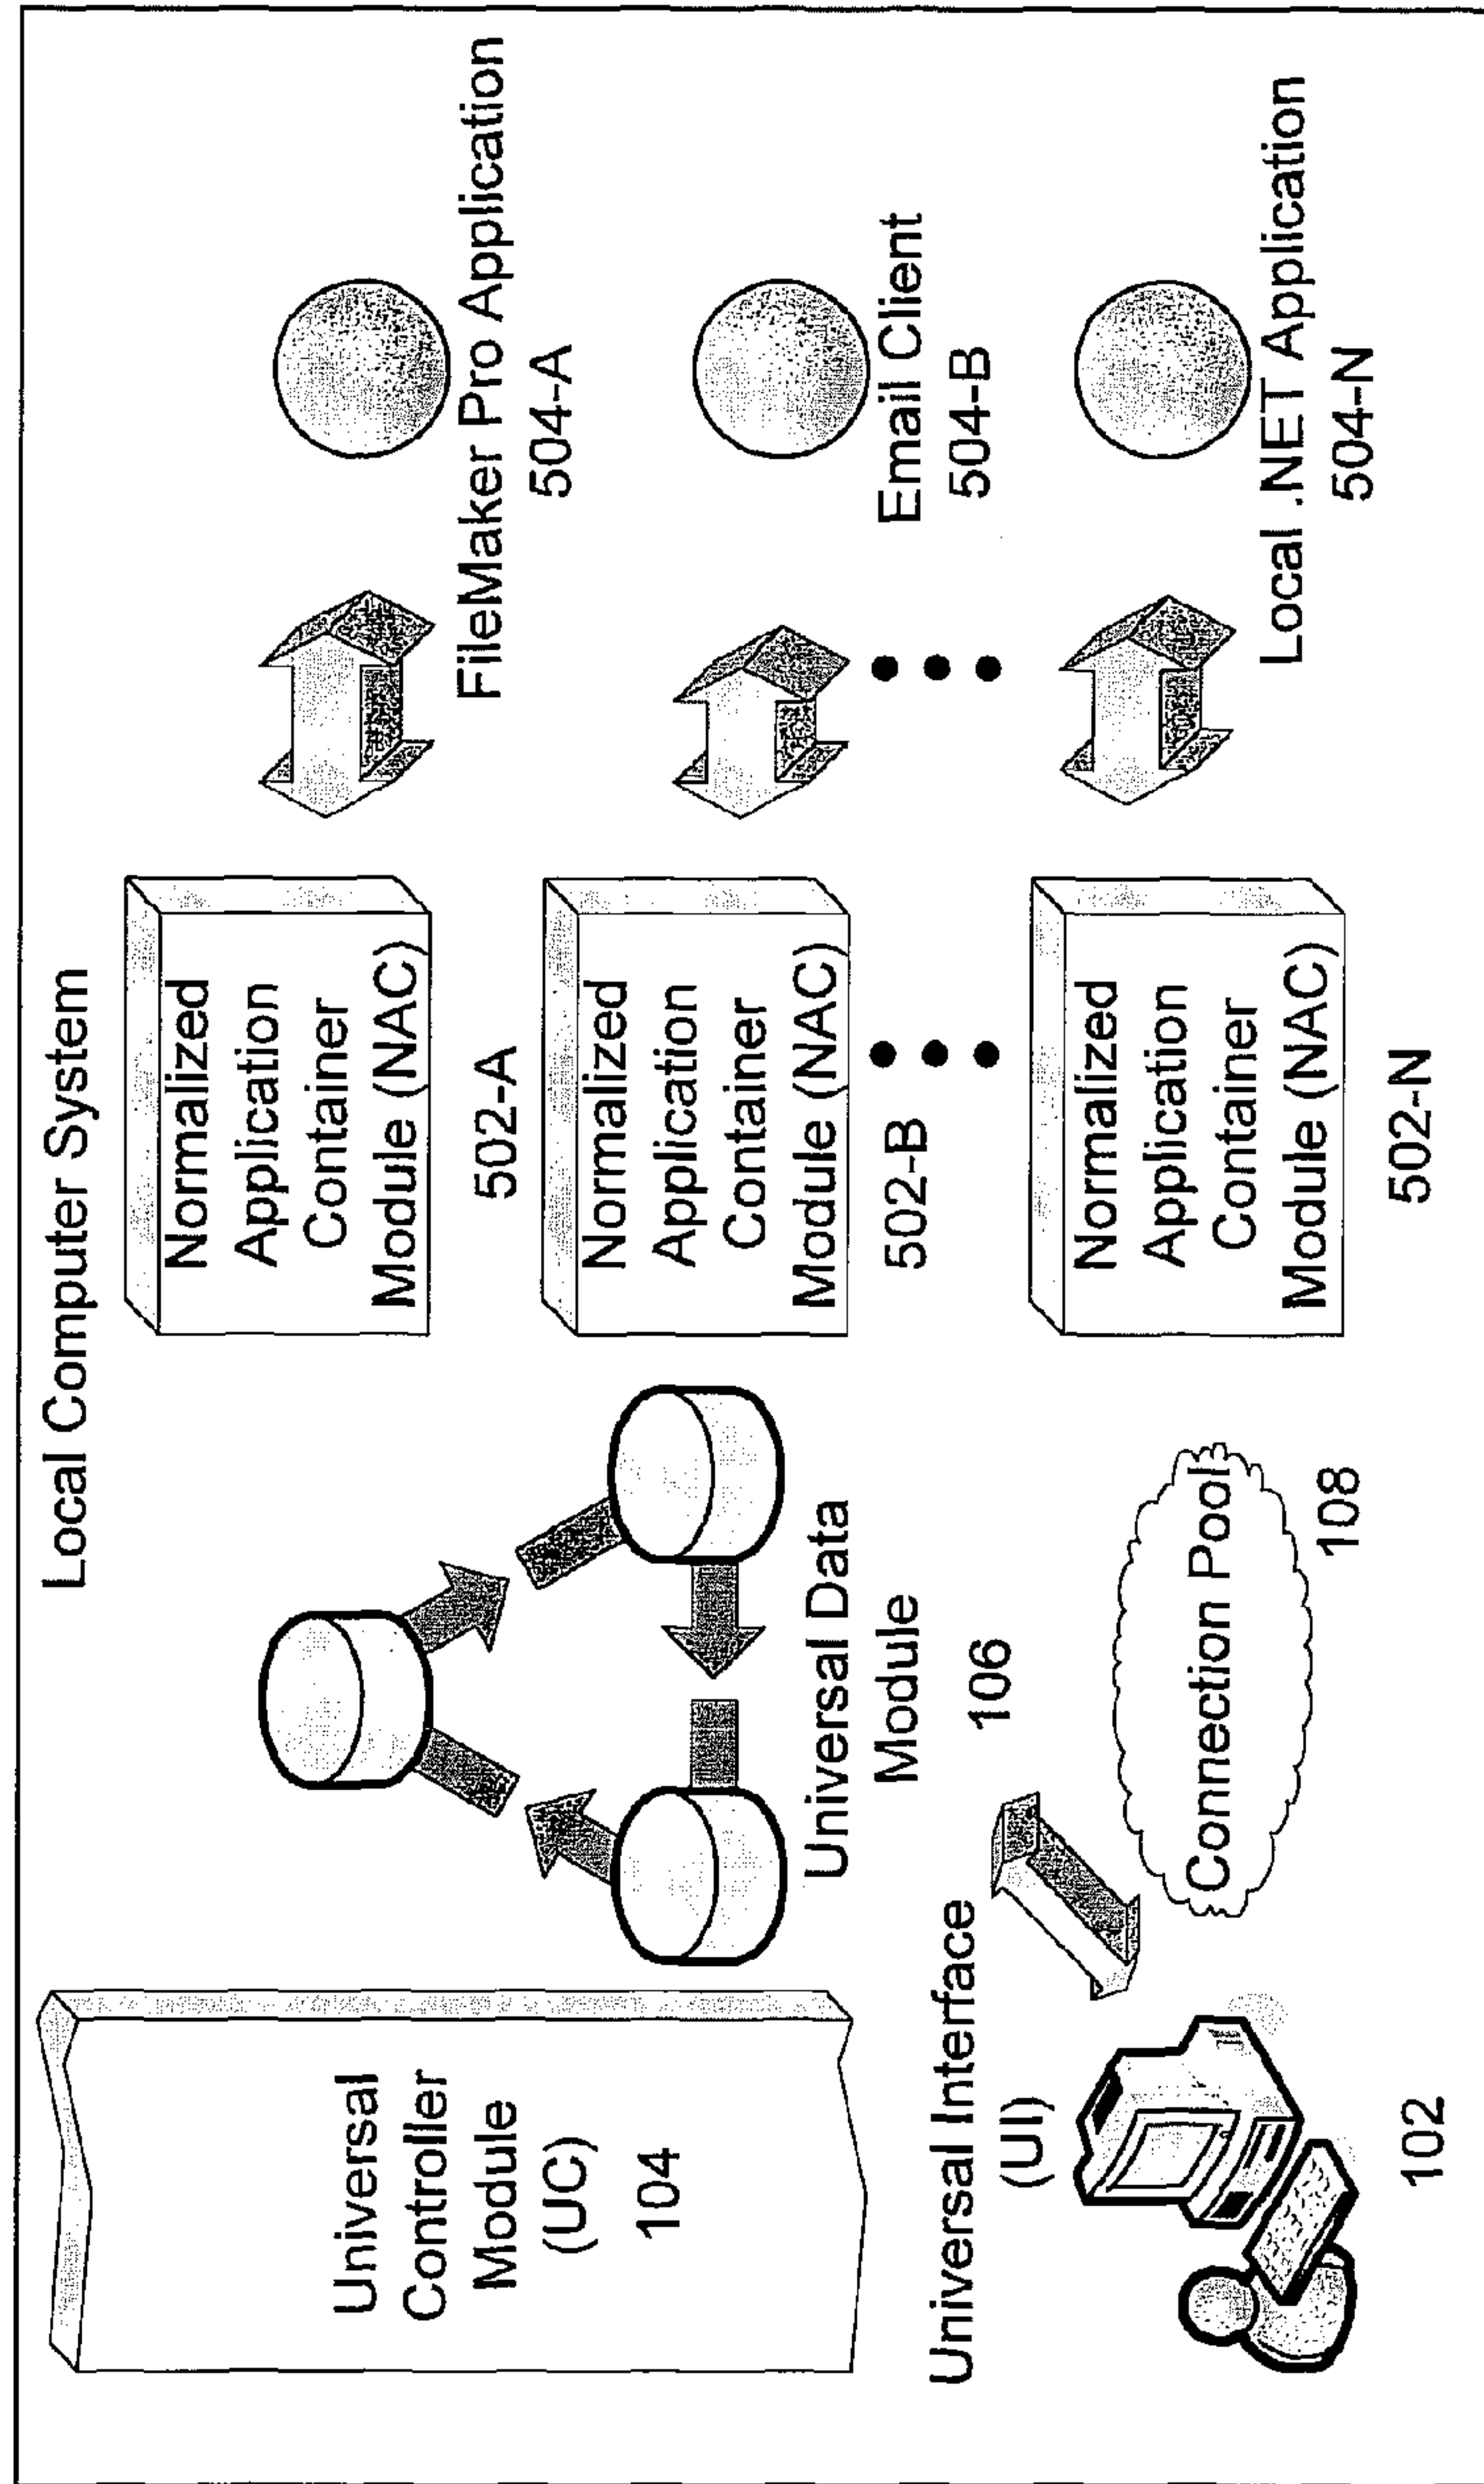 Local Computer System
Universal
Controller
Module
(UC)
104
Universal Data
Module
106
Normalized
Application
Container
Module (NAC)
502-A
FileMaker Pro Application
504-A
Normalized
Application
Container
Module (NAC)
502-B
Email Client
504-B
Universal Interface
(UI)
102
Connection Pool
108
Normalized
Application
Container
Module (NAC)
502-N
Local .NET Application
504-N